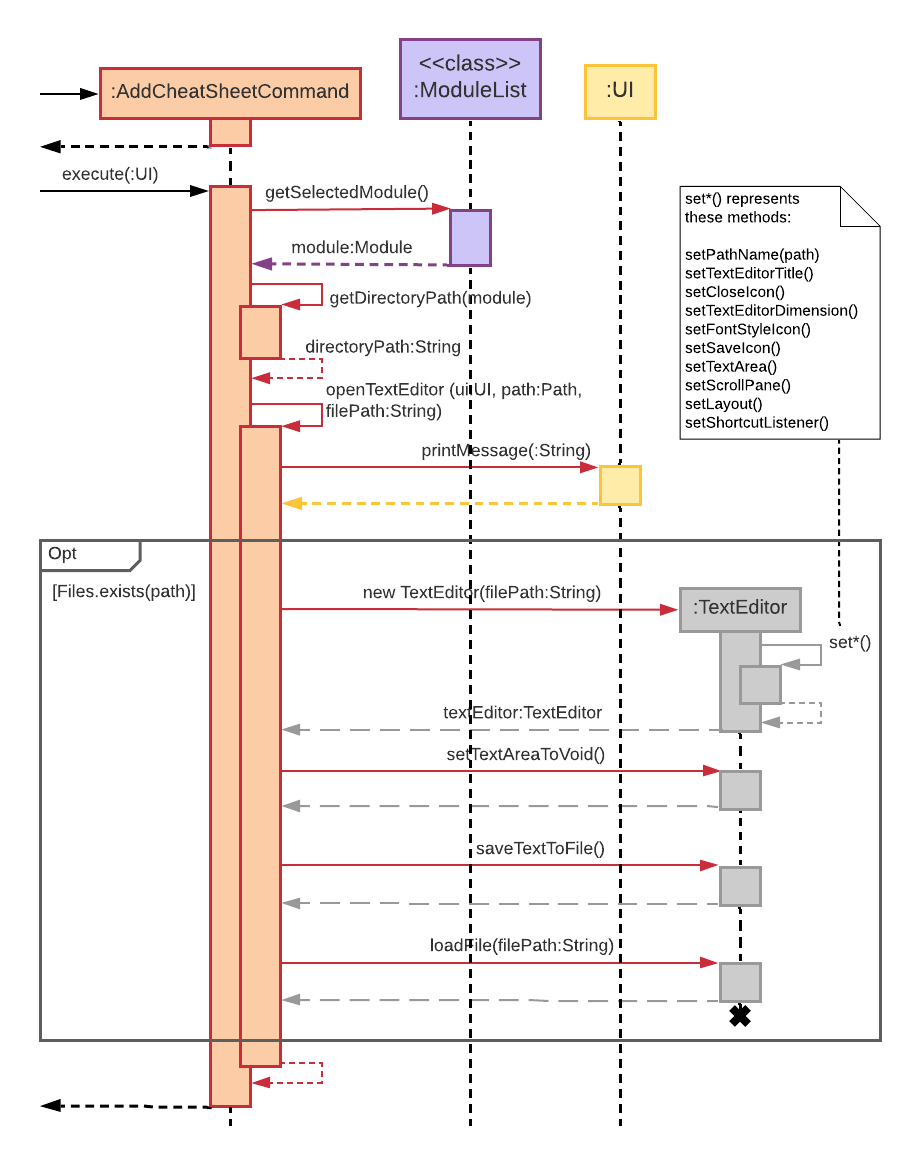 <<class>>
:ModuleList
:AddCheatSheetCommand
:UI
execute(:UI)
getSelectedModule()
set*() represents
these methods:
setPathName(path)
setTextEditorTitle()
setCloseIcon()
setTextEditorDimension()
setFontStyleIcon()
setSaveIcon()
setTextArea()
setScrollPane()
setLayout()
setShortcutListener()
module:Module
getDirectoryPath(module)
directoryPath:String
openTextEditor (ui:UI, path:Path,
filePath:String)
printMessage(:String)
Opt
[Files.exists(path)]
new TextEditor(filePath:String)
:TextEditor
set*()
textEditor:TextEditor
setTextAreaToVoid()
saveTextToFile()
loadFile(filePath:String)